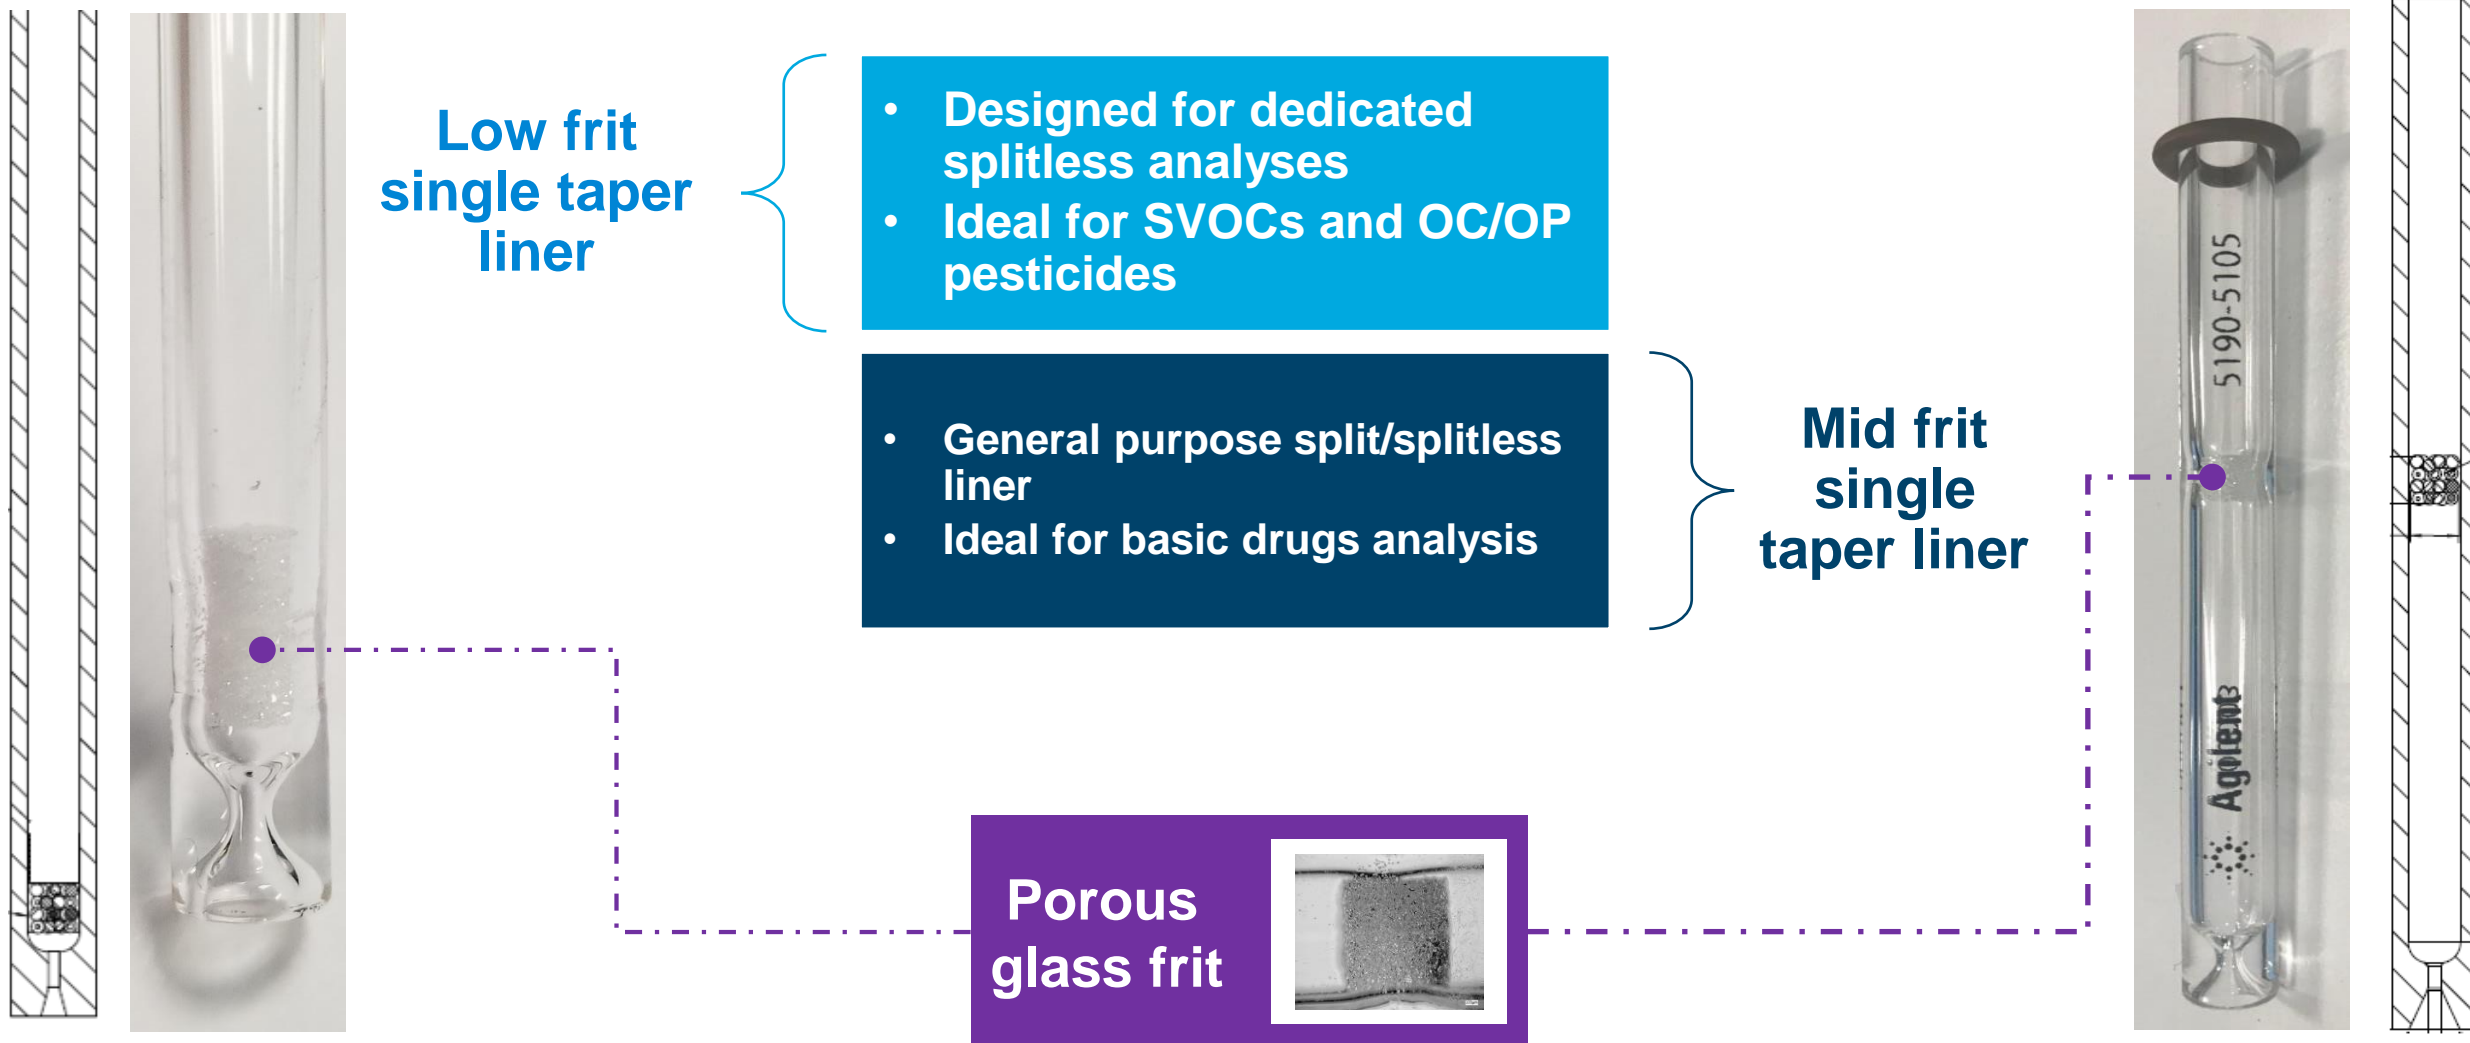 Low frit
single taper
liner
• Designed for dedicated
splitless analyses
• Ideal for SVOCs and OC/OP
pesticides
• General purpose split/splitless
liner
• Ideal for basic drugs analysis
Mid frit
single
taper liner
5190-5105
Agilent
Porous
glass frit